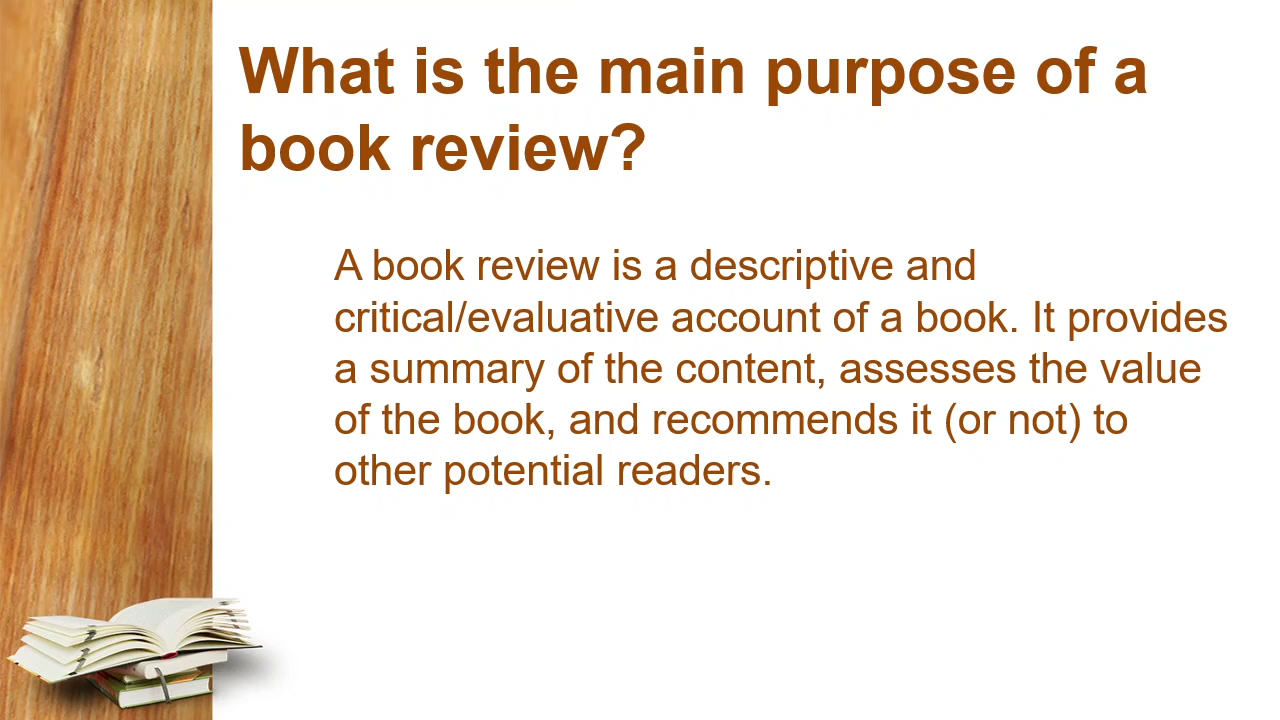 What is the main purpose of a
book review?
A book review is a descriptive and
critical/evaluative account of a book. It provides
a summary of the content, assesses the value
of the book, and recommends it (or not) to
other potential readers.